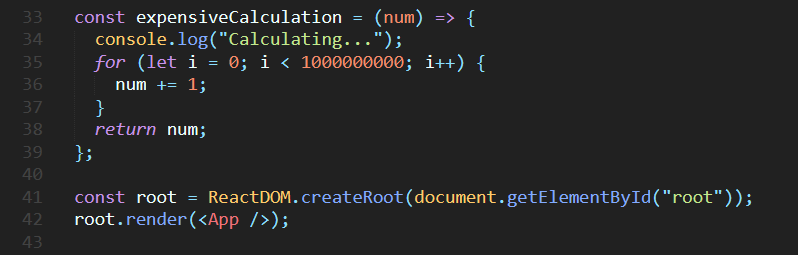 33 const expensiveCalculation = (num) => {
34   console.log("Calculating...");
35   for (let i = 0; i < 1000000000; i++) {
36     num += 1;
37   }
38   return num;
39 };
40
41 const root = ReactDOM.createRoot(document.getElementById("root"));
42 root.render(<App />);
43